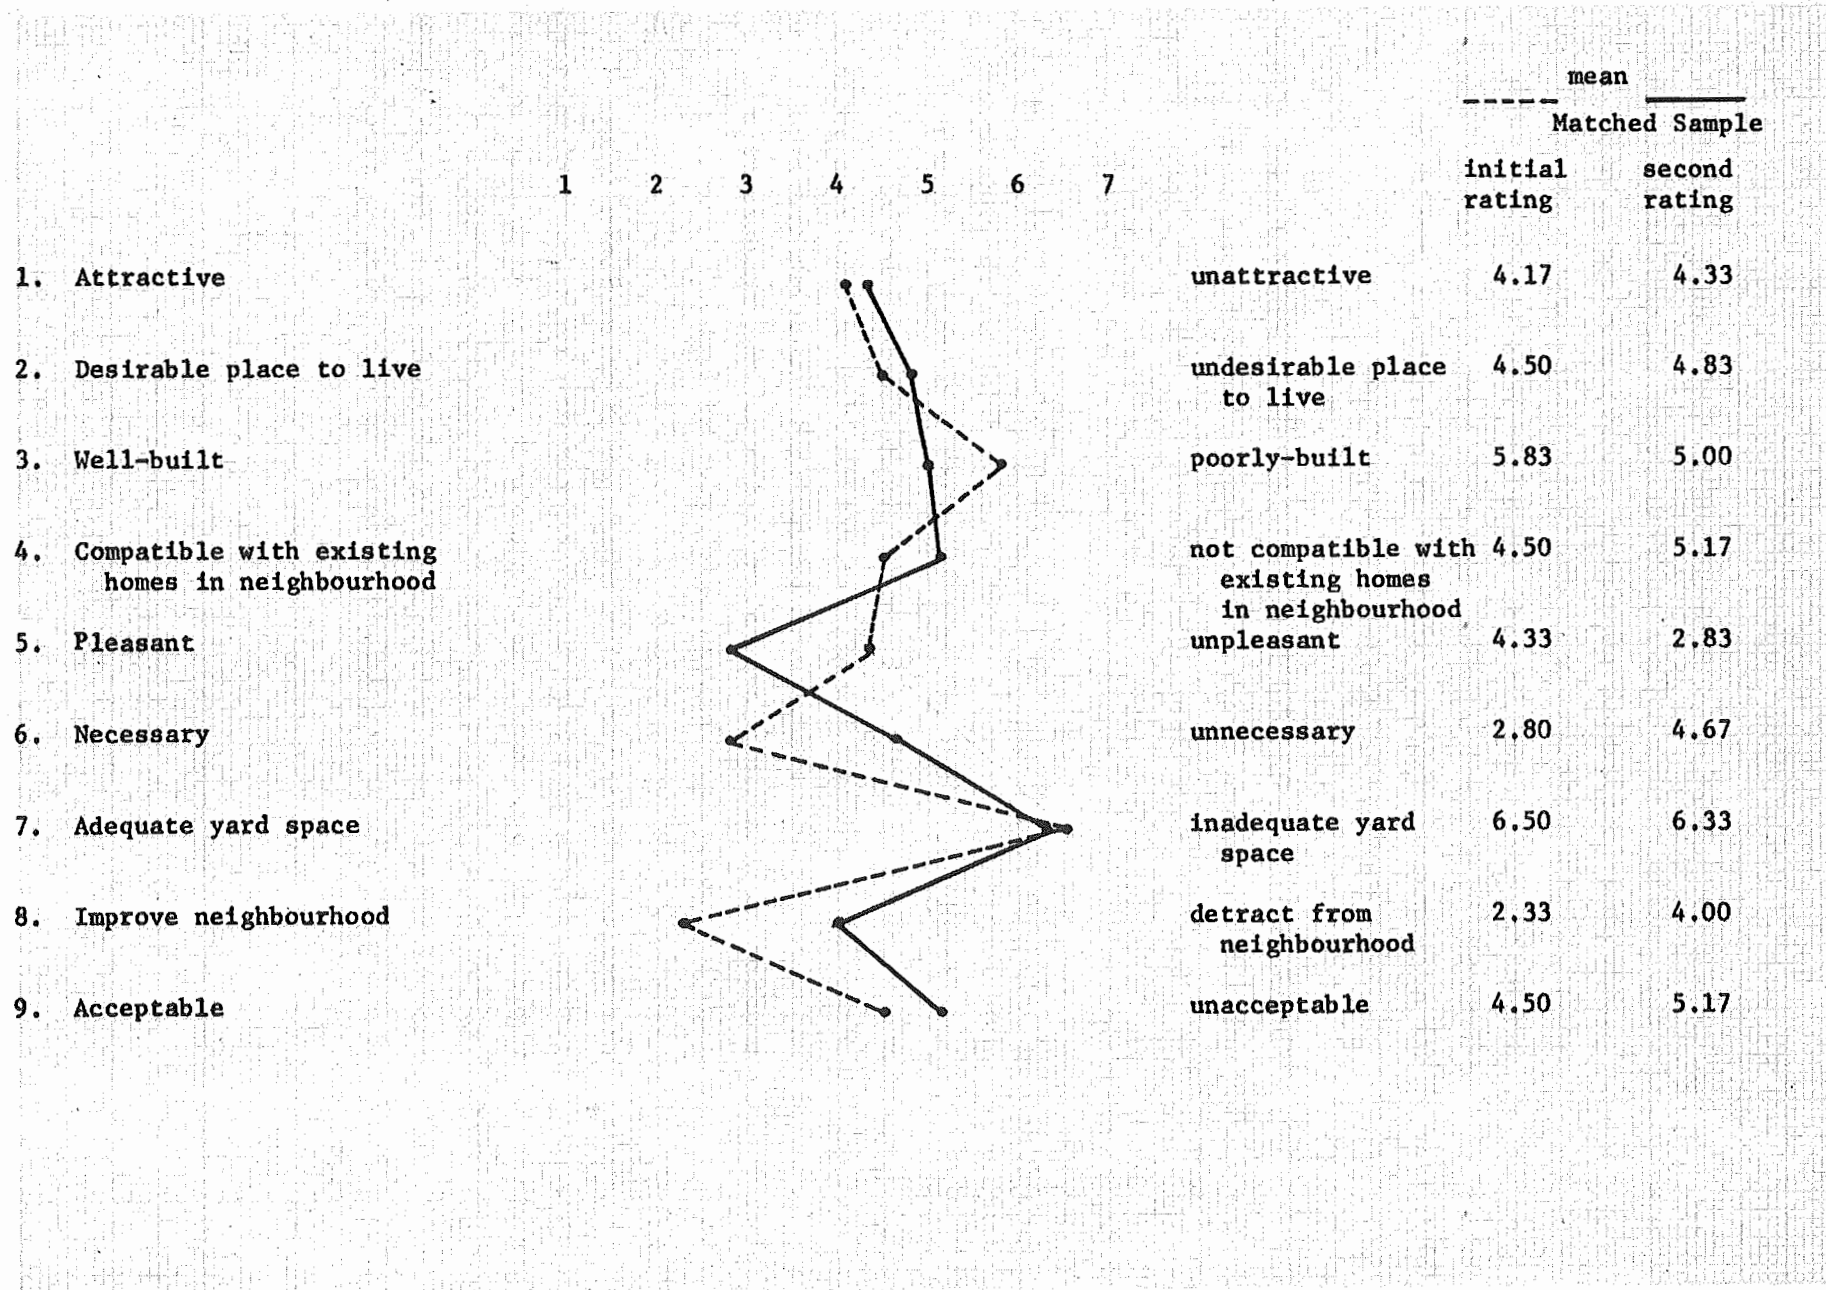 mean
Matched Sample
initial second
rating rating
1 2 3 4 5 6 7
1. Attractive unattractive 4.17 4.33
2. Desirable place to live undesirable place 4.50 4.83
to live
3. Well-built poorly-built 5.83 5.00
4. Compatible with existing not compatible with 4.50 5.17
homes in neighbourhood existing homes
in neighbourhood
5. Pleasant unpleasant 4.33 2.83
6. Necessary unnecessary 2.80 4.67
7. Adequate yard space inadequate yard 6.50 6.33
space
8. Improve neighbourhood detract from 2.33 4.00
neighbourhood
9. Acceptable unacceptable 4.50 5.17